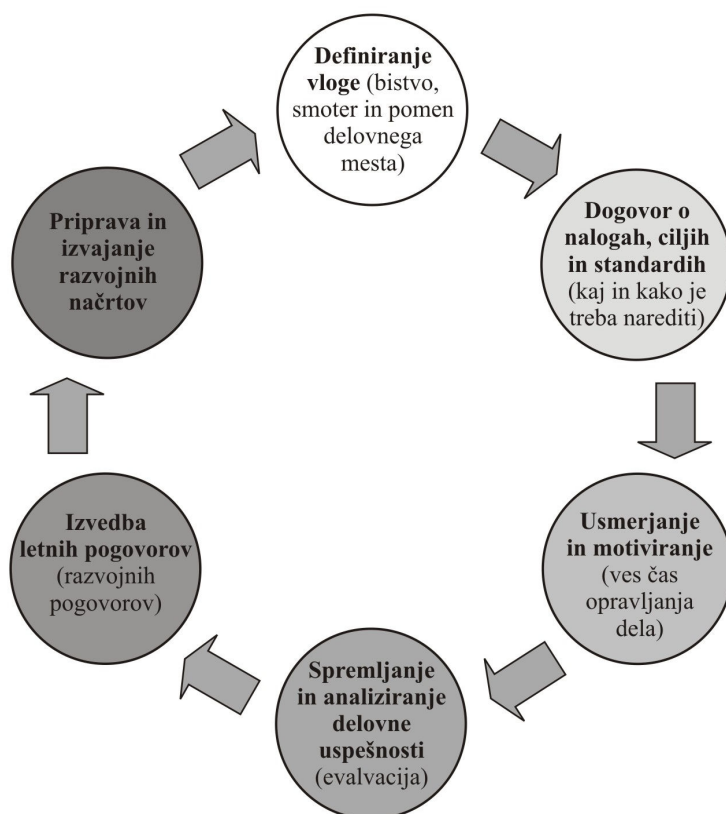 Definiranje
vloge (bistvo,
smoter in pomen
delovnega
mesta)
Dogovor o
nalogah, ciljih
in standardih
(kaj in kako je
treba narediti)
Usmerjanje
in motiviranje
(ves čas
opravljanja
dela)
Spremljanje
in analiziranje
delovne
uspešnosti
(evalvacija)
Izvedba
letnih pogovorov
(razvojnih
pogovorov)
Priprava in
izvajanje
razvojnih
načrtov